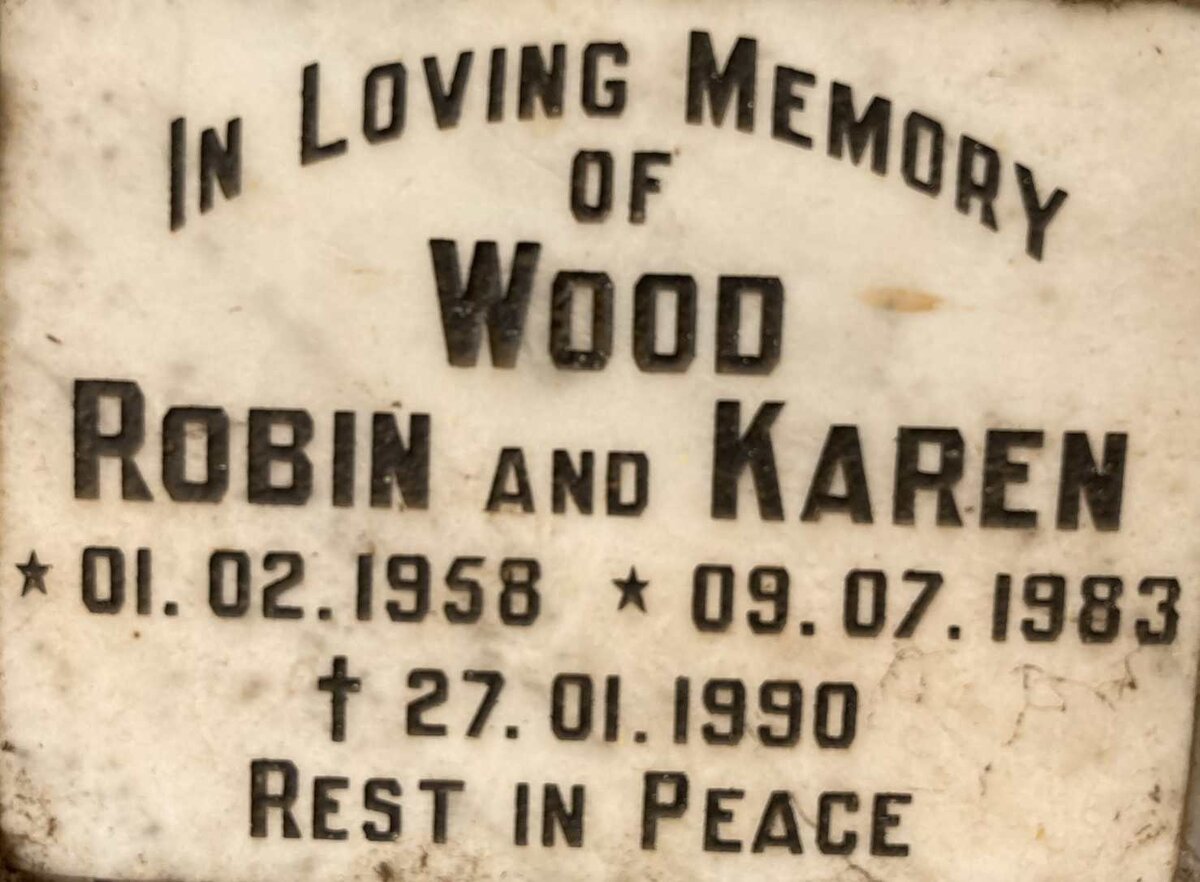 IN LOVING MEMORY
OF
WOOD
ROBIN AND KAREN
★ 01.02.1958 ★ 09.07.1983
† 27.01.1990
REST IN PEACE